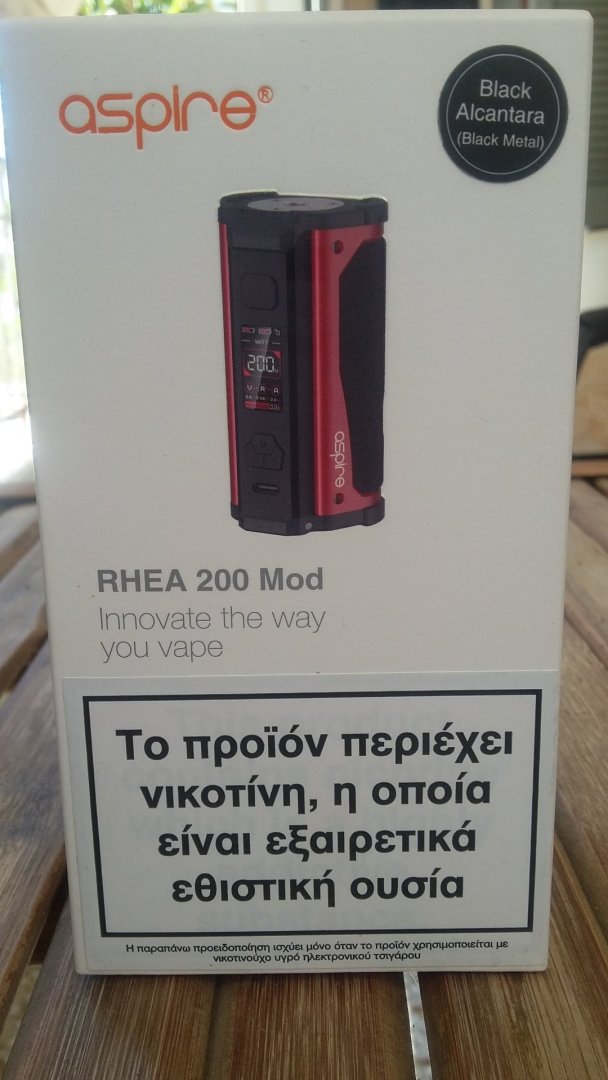 aspire®
Black
Alcantara
(Black Metal)
200
aspire
RHEA 200 Mod
Innovate the way
you vape
Το προϊόν περιέχει
νικοτίνη, η οποία
είναι εξαιρετικά
εθιστική ουσία
Η παραπάνω προειδοποίηση ισχύει μόνο όταν το προϊόν χρησιμοποιείται με
νικοτινούχο υγρό ηλεκτρονικού τσιγάρου